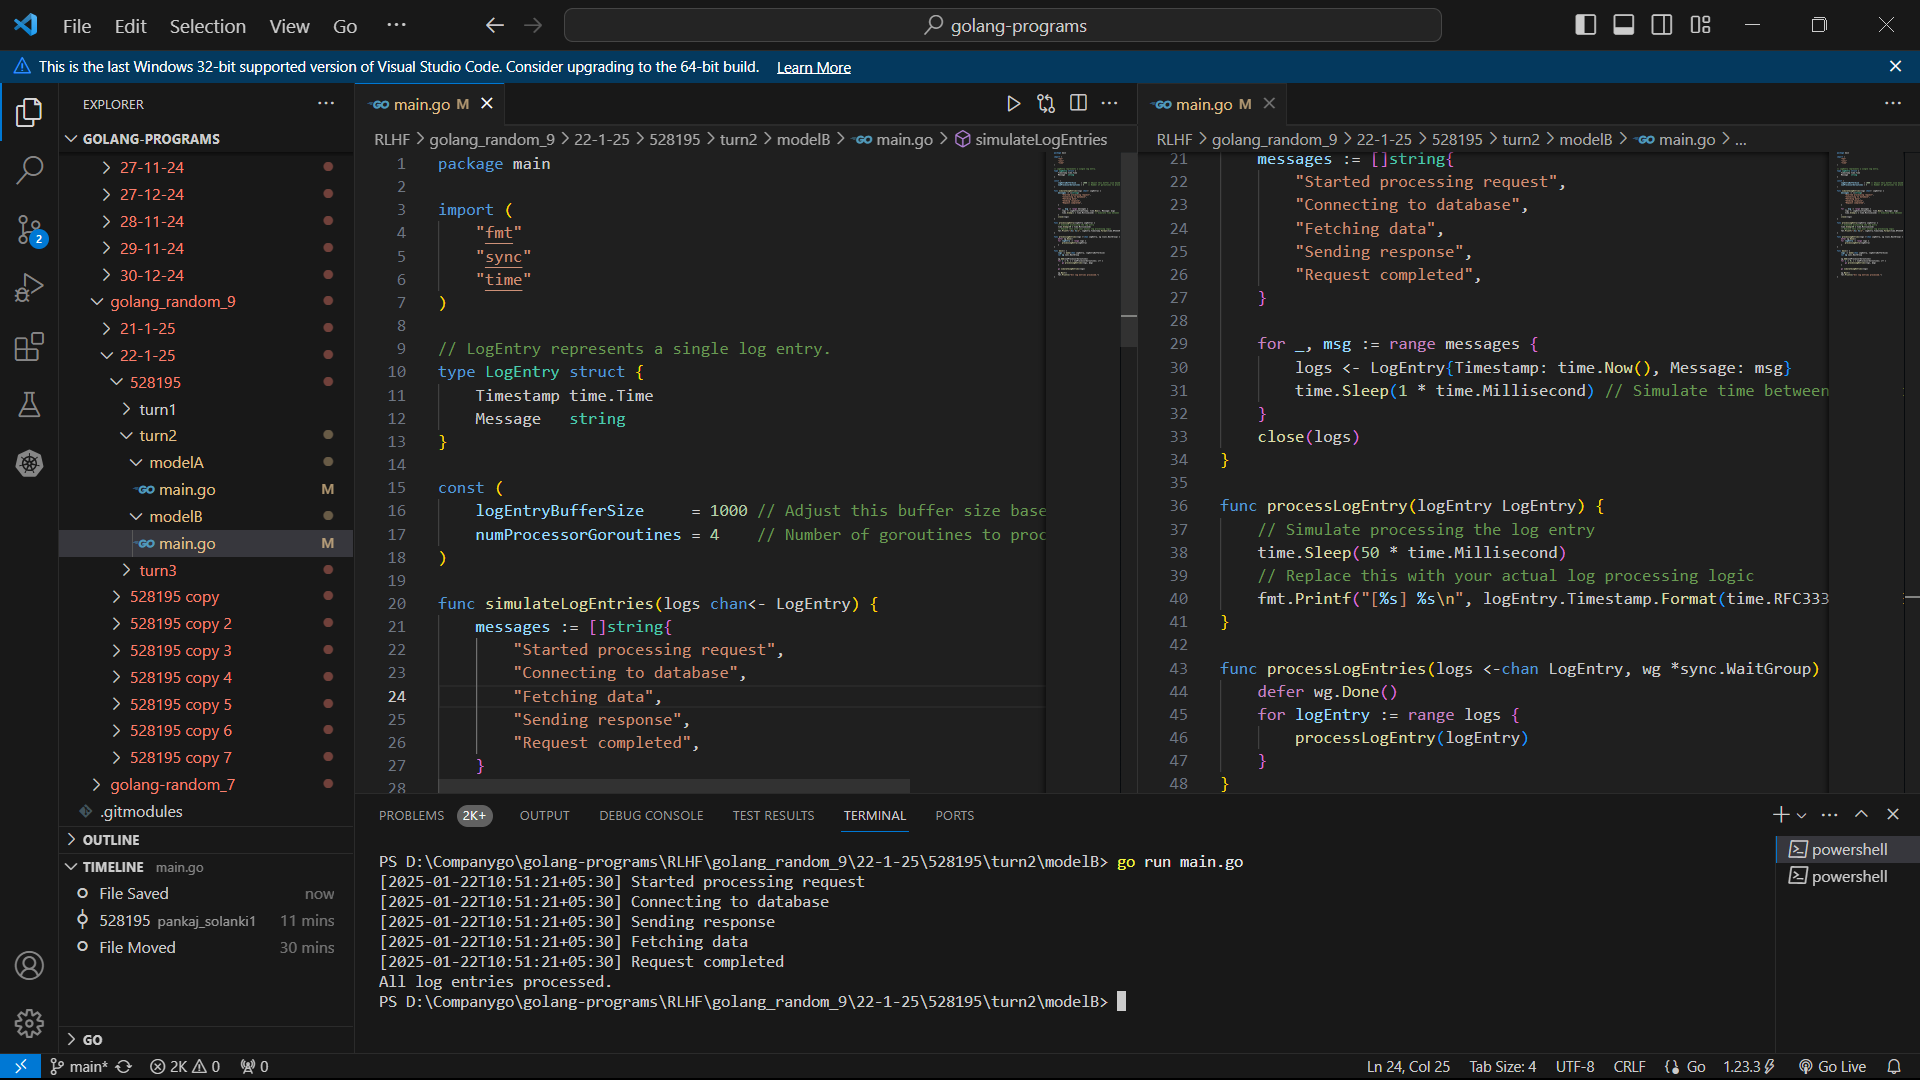 File Edit Selection View Go ···
golang-programs
This is the last Windows 32-bit supported version of Visual Studio Code. Consider upgrading to the 64-bit build. Learn More
EXPLORER
GOLANG-PROGRAMS
27-11-24
27-12-24
28-11-24
29-11-24
30-12-24
golang_random_9
21-1-25
22-1-25
528195
turn1
turn2
modelA
GO main.go M
modelB
GO main.go M
turn3
528195 copy
528195 copy 2
528195 copy 3
528195 copy 4
528195 copy 5
528195 copy 6
528195 copy 7
golang-random_7
.gitmodules
OUTLINE
TIMELINE main.go
File Saved now
528195 pankaj_solanki1 11 mins
File Moved 30 mins
GO
2
GO main.go M
RLHF > golang_random_9 > 22-1-25 > 528195 > turn2 > modelB > GO main.go > simulateLogEntries
1 package main
2
3 import (
4 "fmt"
5 "sync"
6 "time"
7 )
8
9 // LogEntry represents a single log entry.
10 type LogEntry struct {
11 Timestamp time.Time
12 Message string
13 }
14
15 const (
16 logEntryBufferSize = 1000 // Adjust this buffer size base
17 numProcessorGoroutines = 4 // Number of goroutines to proc
18 )
19
20 func simulateLogEntries(logs chan<- LogEntry) {
21 messages := []string{
22 "Started processing request",
23 "Connecting to database",
24 "Fetching data",
25 "Sending response",
26 "Request completed",
27 }
28
GO main.go M
RLHF > golang_random_9 > 22-1-25 > 528195 > turn2 > modelB > GO main.go > ...
21 messages := []string{
22 "Started processing request",
23 "Connecting to database",
24 "Fetching data",
25 "Sending response",
26 "Request completed",
27 }
28
29 for _, msg := range messages {
30 logs <- LogEntry{Timestamp: time.Now(), Message: msg}
31 time.Sleep(1 * time.Millisecond) // Simulate time between
32 }
33 close(logs)
34 }
35
36 func processLogEntry(logEntry LogEntry) {
37 // Simulate processing the log entry
38 time.Sleep(50 * time.Millisecond)
39 // Replace this with your actual log processing logic
40 fmt.Printf("[%s] %s\n", logEntry.Timestamp.Format(time.RFC333
41 }
42
43 func processLogEntries(logs <-chan LogEntry, wg *sync.WaitGroup)
44 defer wg.Done()
45 for logEntry := range logs {
46 processLogEntry(logEntry)
47 }
48 }
PROBLEMS 2K+ OUTPUT DEBUG CONSOLE TEST RESULTS TERMINAL PORTS
PS D:\Companygo\golang-programs\RLHF\golang_random_9\22-1-25\528195\turn2\modelB> go run main.go
[2025-01-22T10:51:21+05:30] Started processing request
[2025-01-22T10:51:21+05:30] Connecting to database
[2025-01-22T10:51:21+05:30] Sending response
[2025-01-22T10:51:21+05:30] Fetching data
[2025-01-22T10:51:21+05:30] Request completed
All log entries processed.
PS D:\Companygo\golang-programs\RLHF\golang_random_9\22-1-25\528195\turn2\modelB>
powershell
powershell
main* 2K 0 0 Ln 24, Col 25 Tab Size: 4 UTF-8 CRLF Go 1.23.3 Go Live